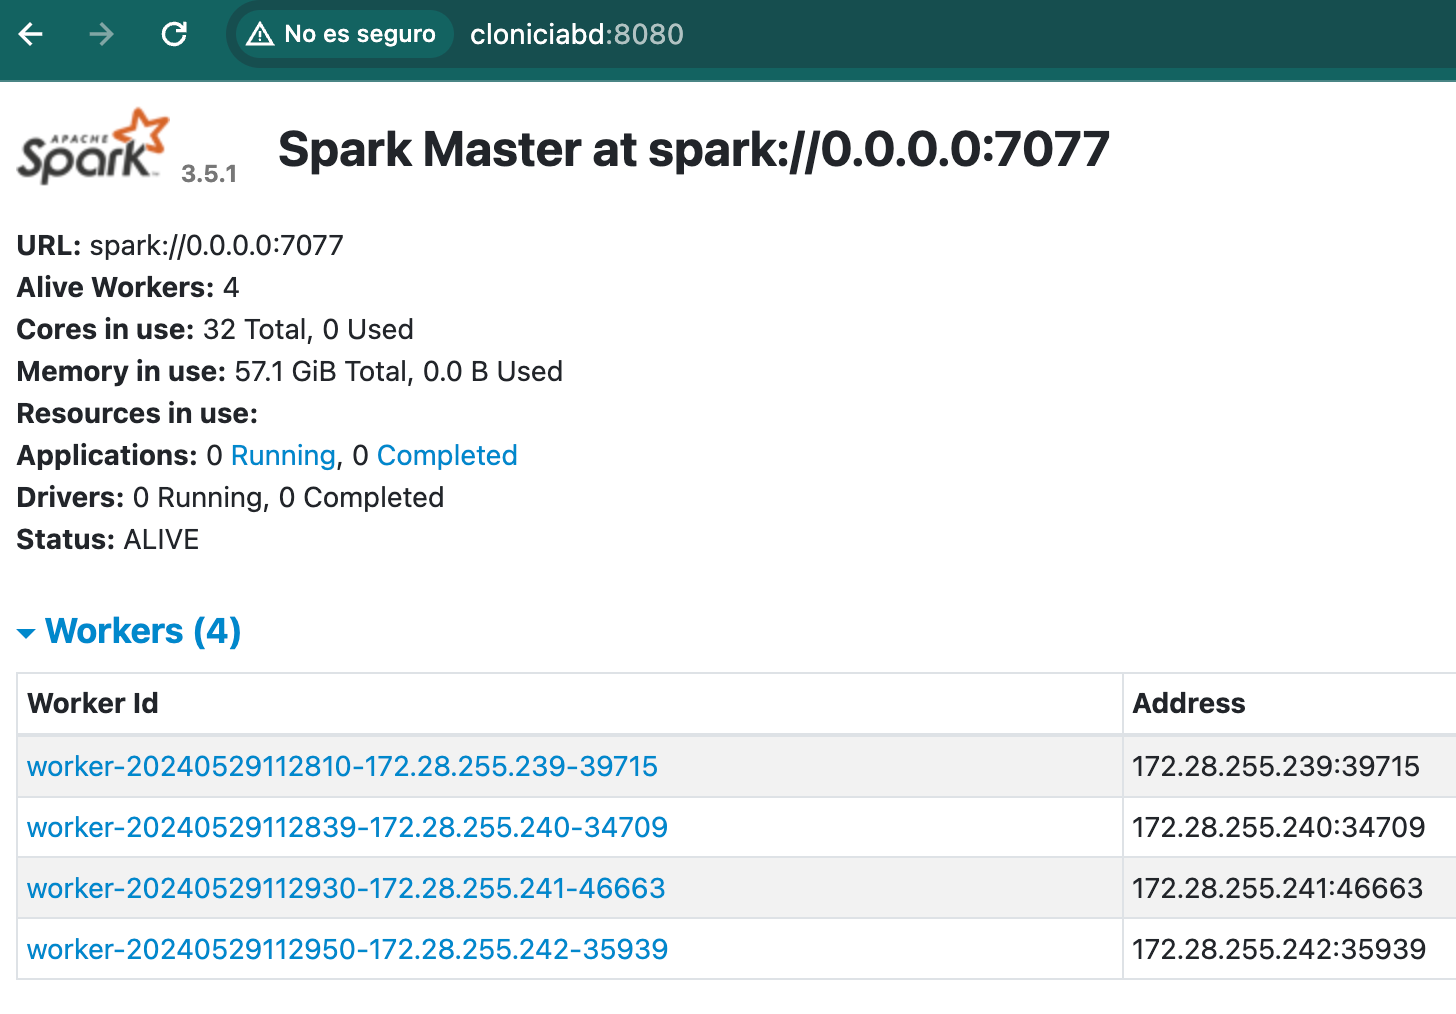 No es seguro cloniciabd:8080
APACHE
Spark™ 3.5.1 Spark Master at spark://0.0.0.0:7077
URL: spark://0.0.0.0:7077
Alive Workers: 4
Cores in use: 32 Total, 0 Used
Memory in use: 57.1 GiB Total, 0.0 B Used
Resources in use:
Applications: 0 Running, 0 Completed
Drivers: 0 Running, 0 Completed
Status: ALIVE
Workers (4)
Worker Id Address
worker-20240529112810-172.28.255.239-39715 172.28.255.239:39715
worker-20240529112839-172.28.255.240-34709 172.28.255.240:34709
worker-20240529112930-172.28.255.241-46663 172.28.255.241:46663
worker-20240529112950-172.28.255.242-35939 172.28.255.242:35939